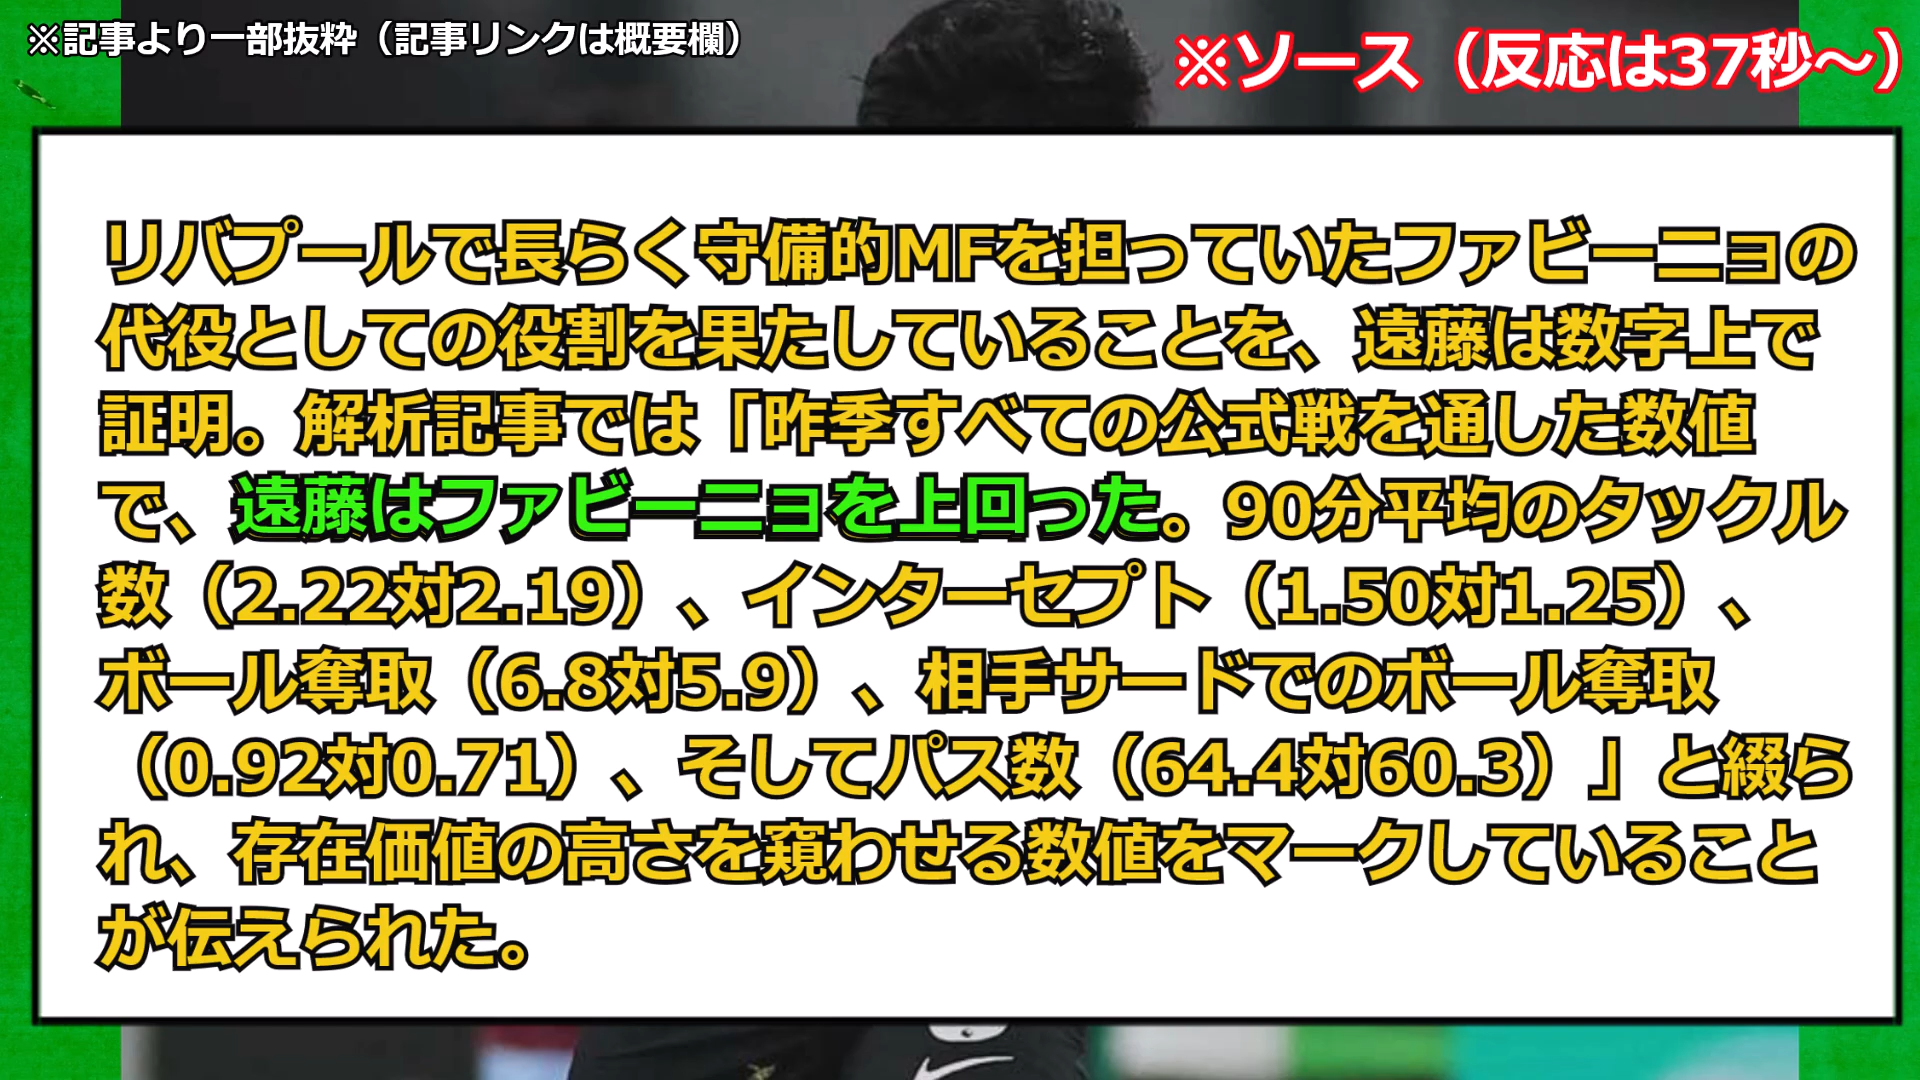 ※記事より一部抜粋（記事リンクは概要欄）
※ソース（反応は37秒～）
リバプールで長らく守備的MFを担っていたファビーニョの
代役としての役割を果たしていることを、遠藤は数字上で
証明。解析記事では「昨季すべての公式戦を通した数値
で、遠藤はファビーニョを上回った。90分平均のタックル
数（2.22対2.19）、インターセプト（1.50対1.25）、
ボール奪取（6.8対5.9）、相手サードでのボール奪取
（0.92対0.71）、そしてパス数（64.4対60.3）」と綴ら
れ、存在価値の高さを窺わせる数値をマークしていること
が伝えられた。